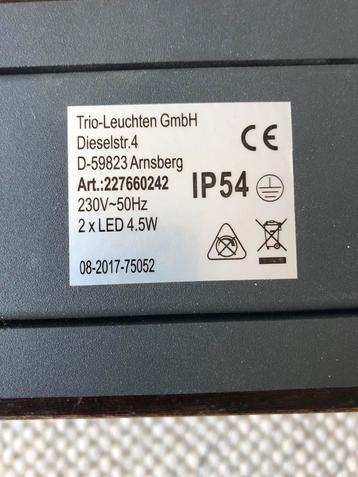 Trio-Leuchten GmbH
Dieselstr.4
D-59823 Arnsberg
Art.:227660242
230V~50Hz
2 x LED 4.5W
08-2017-75052
CE
IP54